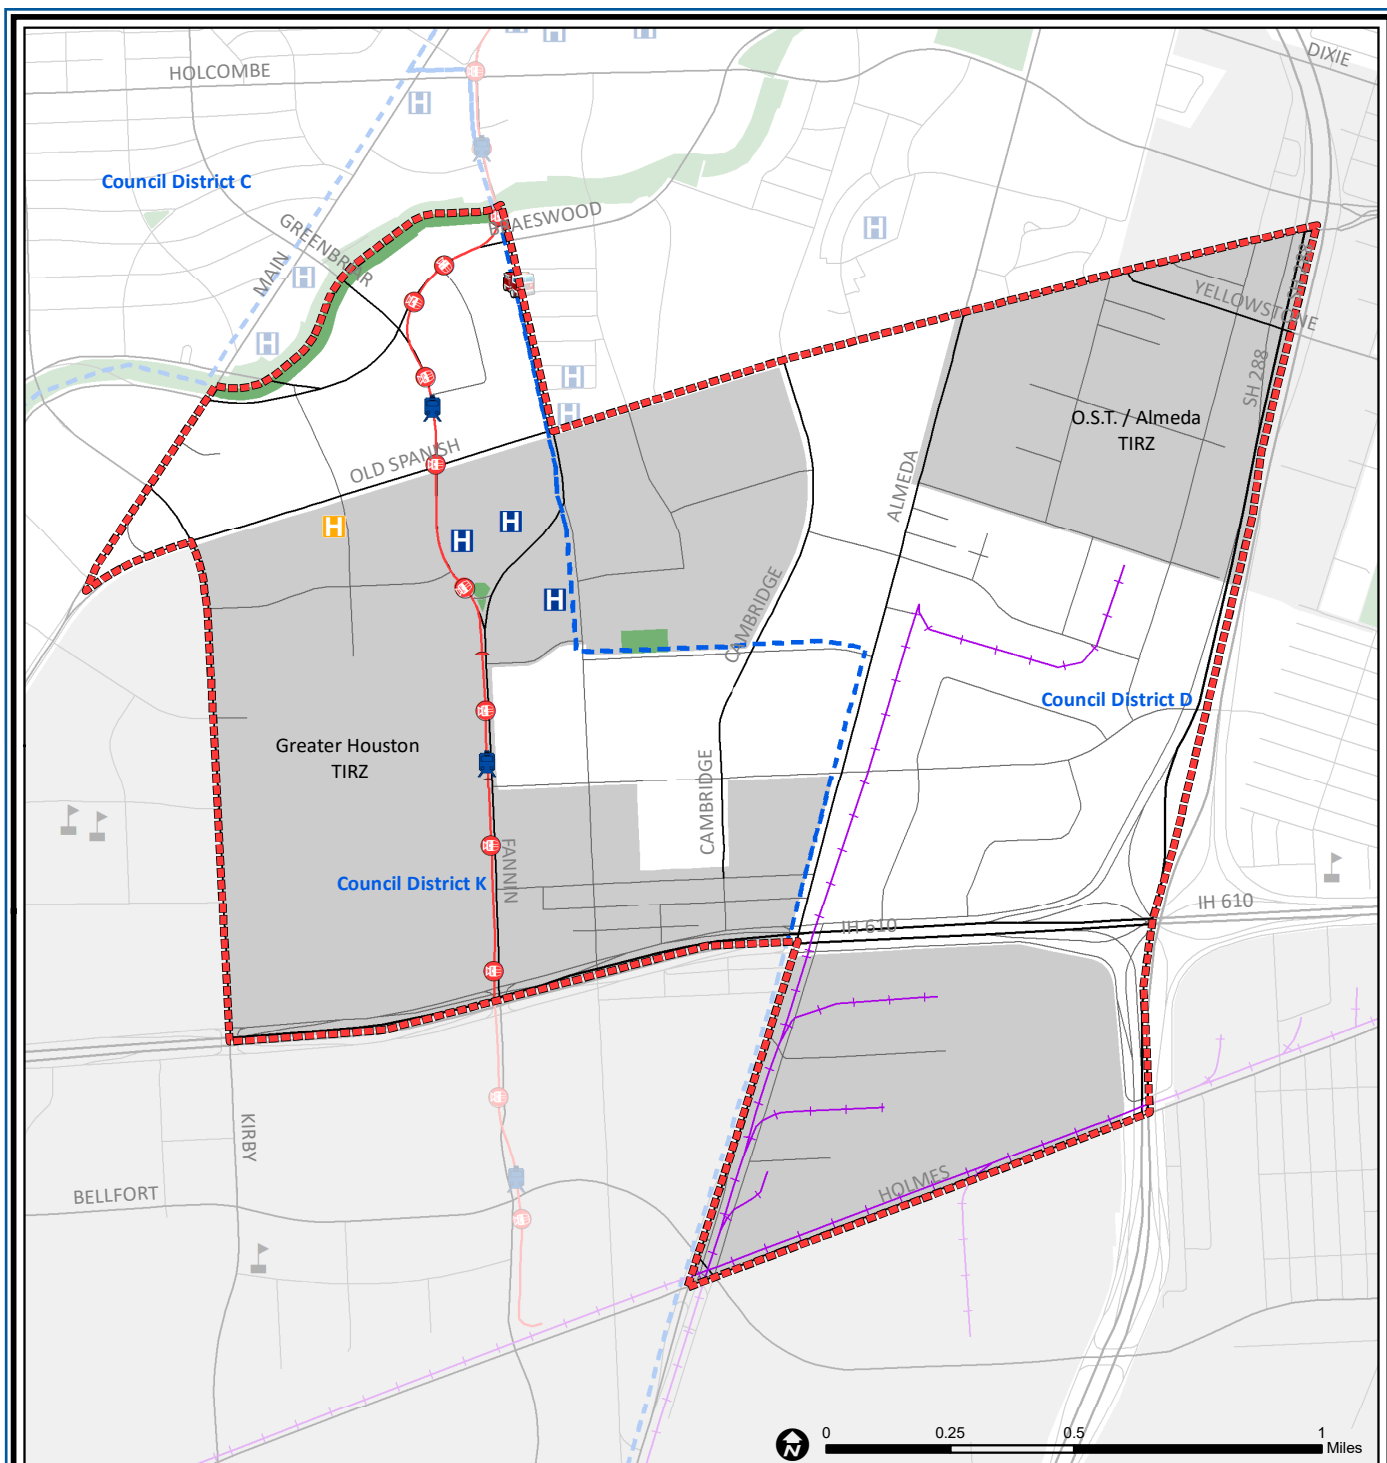 HOLCOMBE
DIXIE
Council District C
GREENBRIAR
BRAESWOOD
MAIN
YELLOWSTONE
SH 288
O.S.T. / Almeda
TIRZ
OLD SPANISH
ALMEDA
H
H
H
H
H
H
H
H
H
H
CAMBRIDGE
Council District D
Greater Houston
TIRZ
CAMBRIDGE
FANNIN
Council District K
IH 610
IH 610
KIRBY
BELLFORT
HOLMES
N
0
0.25
0.5
1
Miles